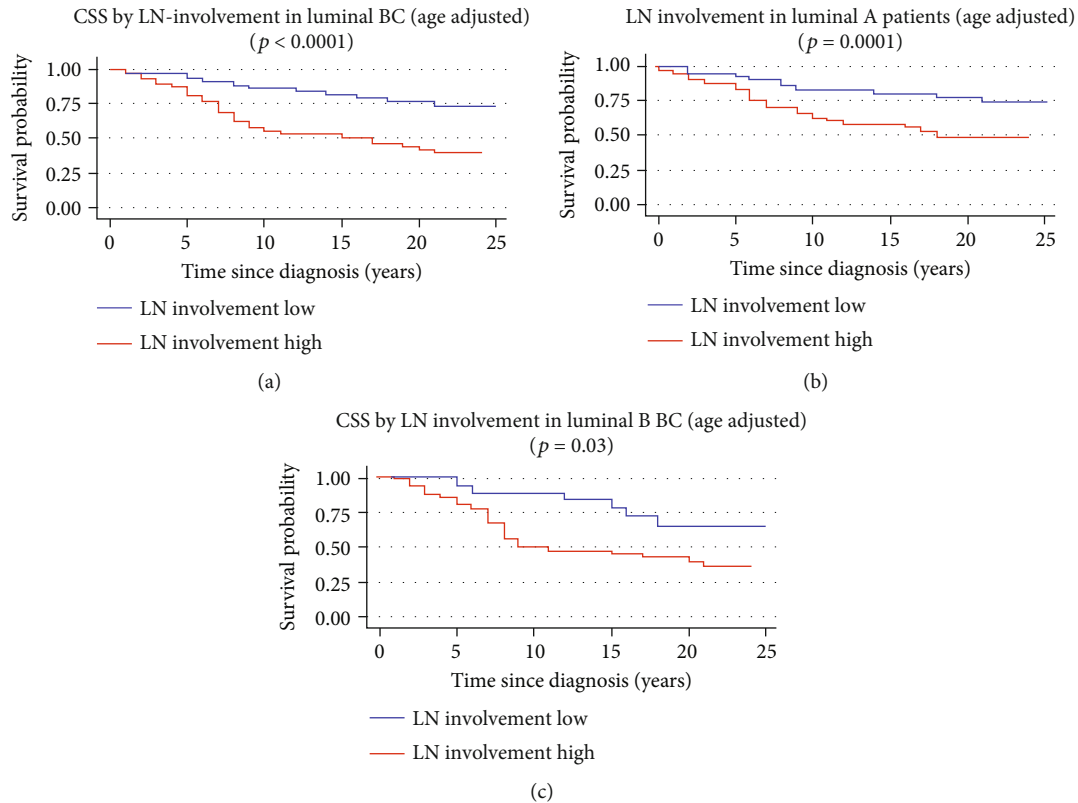 CSS by LN-involvement in luminal BC (age adjusted)
(p < 0.0001)
1.00
0.75
0.50
0.25
0.00
Survival probability
0 5 10 15 20 25
Time since diagnosis (years)
LN involvement low
LN involvement high
(a)
LN involvement in luminal A patients (age adjusted)
(p = 0.0001)
1.00
0.75
0.50
0.25
0.00
Survival probability
0 5 10 15 20 25
Time since diagnosis (years)
LN involvement low
LN involvement high
(b)
CSS by LN involvement in luminal B BC (age adjusted)
(p = 0.03)
1.00
0.75
0.50
0.25
0.00
Survival probability
0 5 10 15 20 25
Time since diagnosis (years)
LN involvement low
LN involvement high
(c)